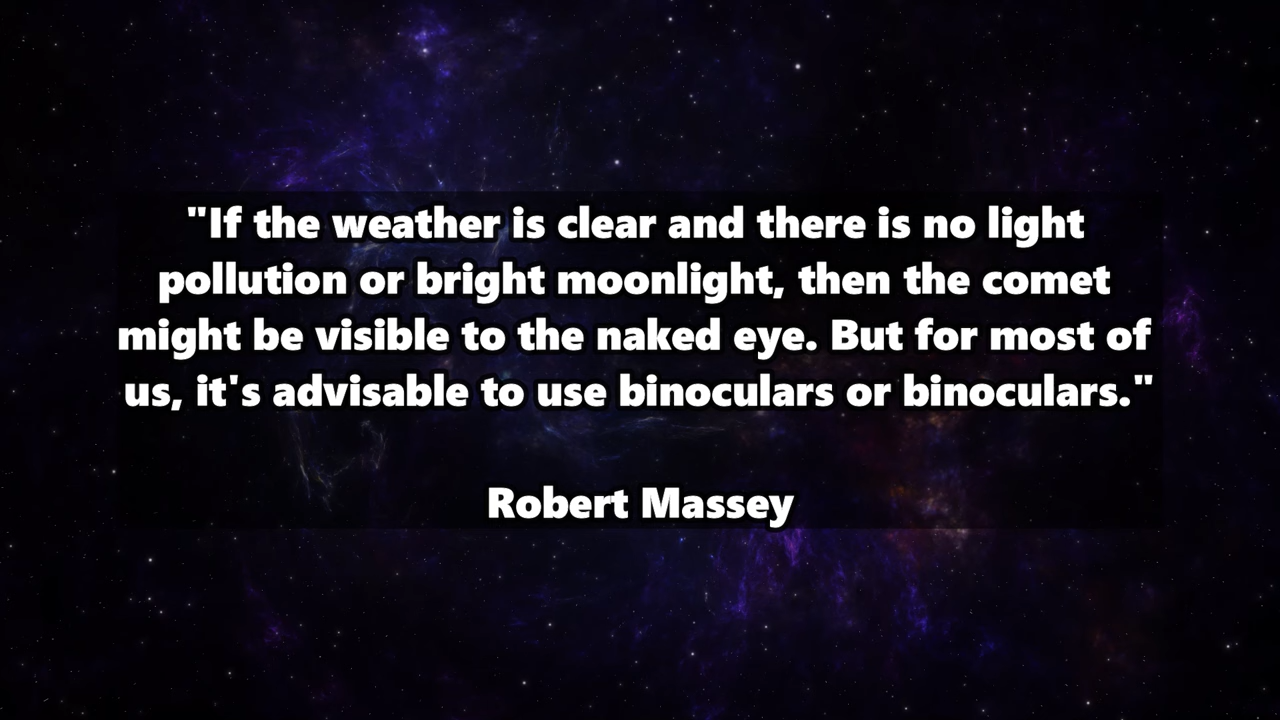 "If the weather is clear and there is no light
pollution or bright moonlight, then the comet
might be visible to the naked eye. But for most of
us, it's advisable to use binoculars or binoculars."
Robert Massey